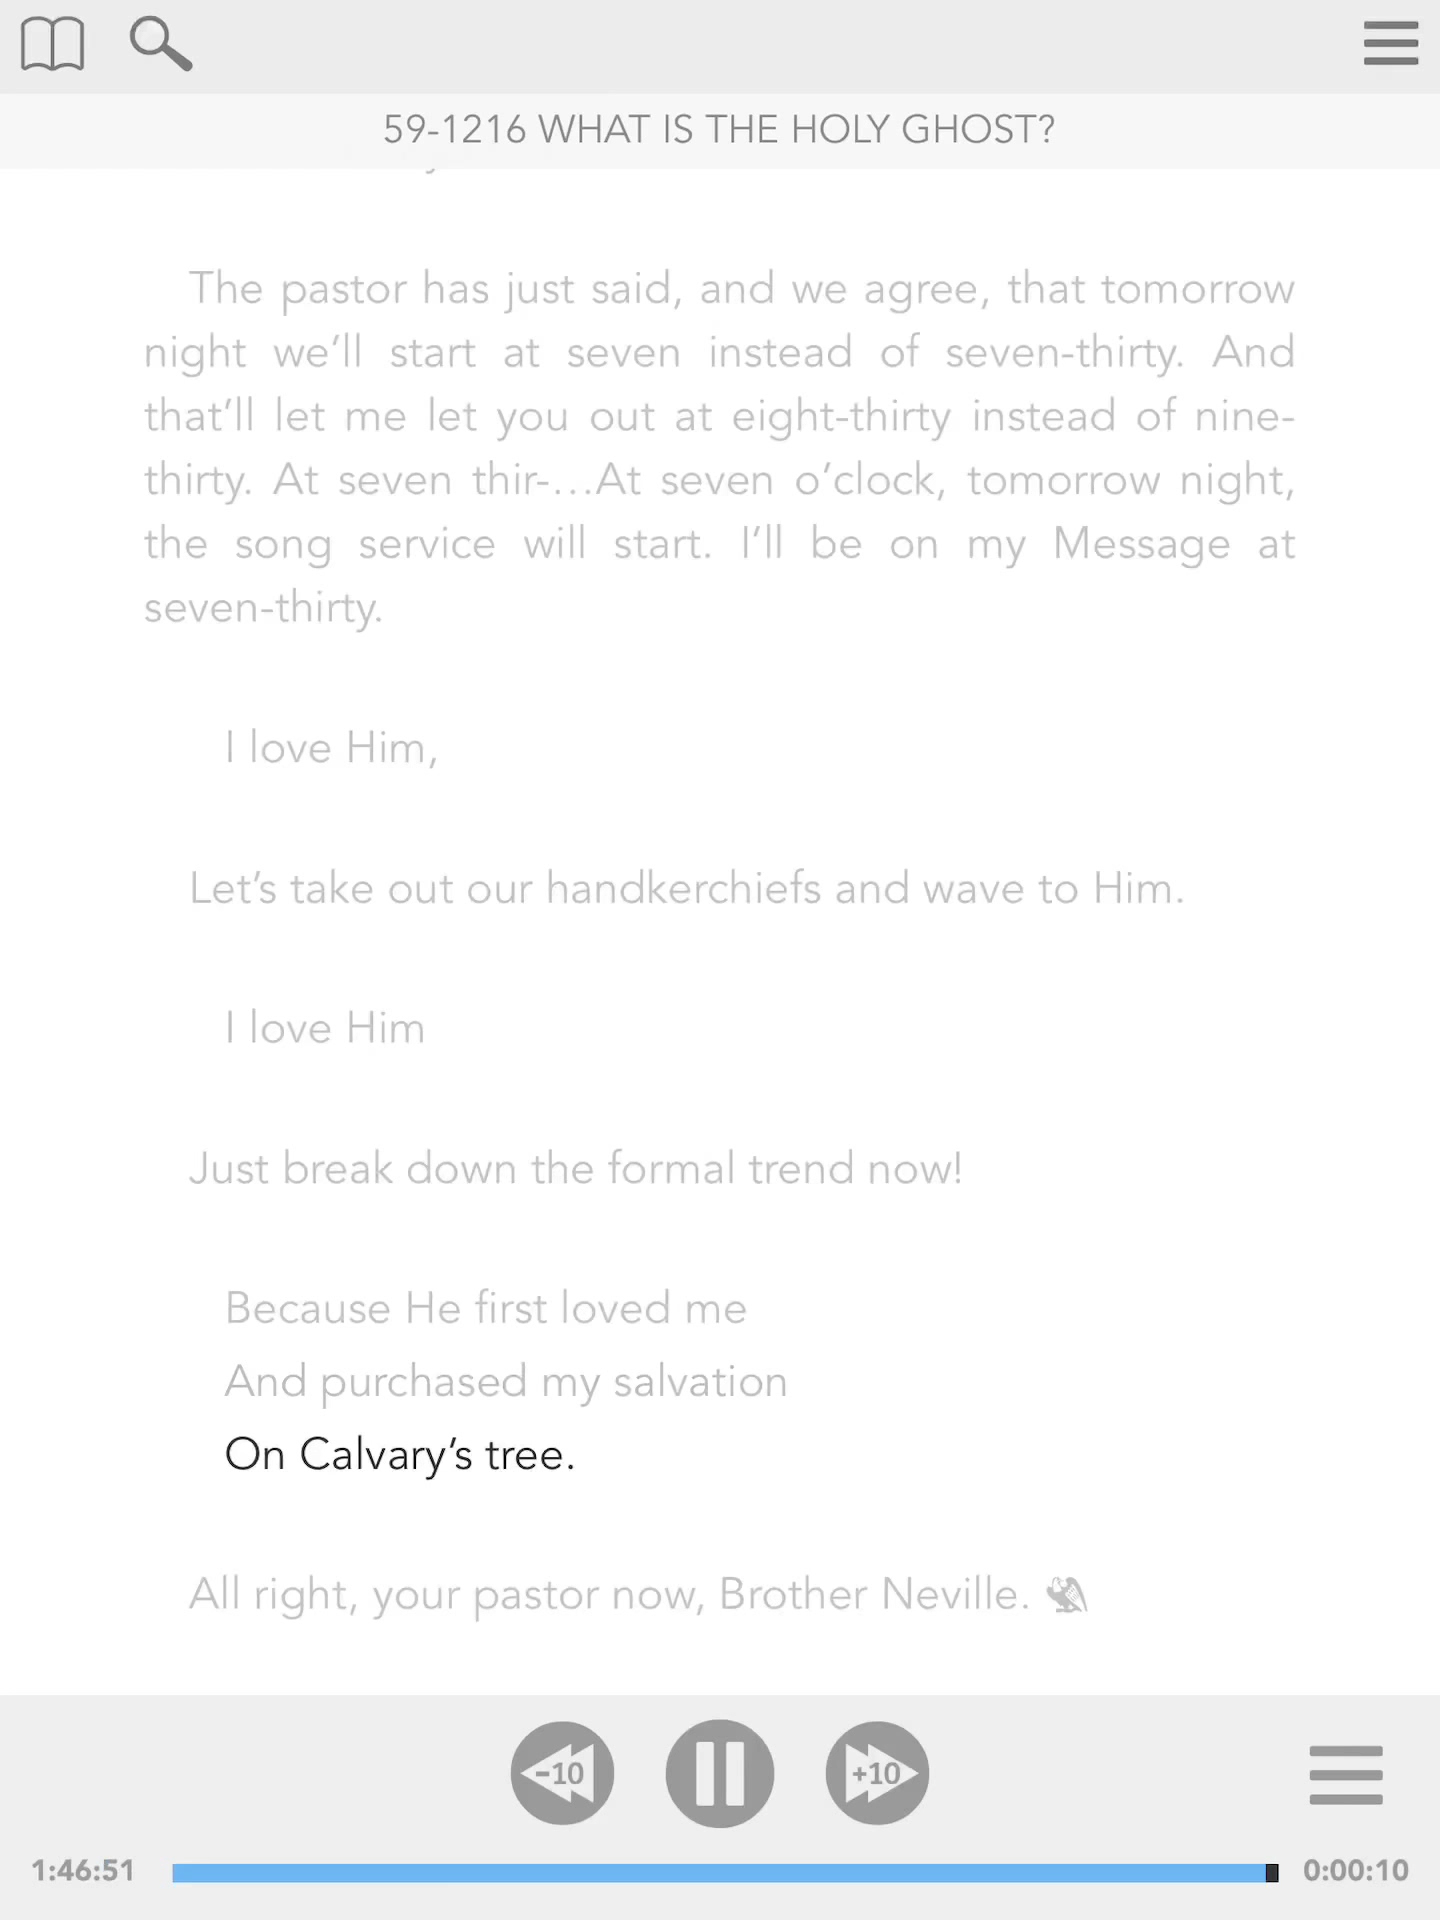 59-1216 WHAT IS THE HOLY GHOST?
The pastor has just said, and we agree, that tomorrow
night we’ll start at seven instead of seven-thirty. And
that’ll let me let you out at eight-thirty instead of nine-
thirty. At seven thir-…At seven o’clock, tomorrow night,
the song service will start. I’ll be on my Message at
seven-thirty.
I love Him,
Let’s take out our handkerchiefs and wave to Him.
I love Him
Just break down the formal trend now!
Because He first loved me
And purchased my salvation
On Calvary’s tree.
All right, your pastor now, Brother Neville.
-10 +10
1:46:51 0:00:10